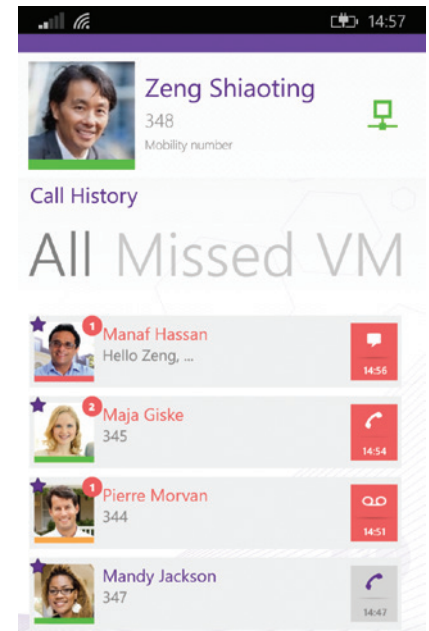 14:57
Zeng Shiaoting
348
Mobility number
Call History
All Missed VM
1
Manaf Hassan
Hello Zeng, ...
14:56
2
Maja Giske
345
14:54
1
Pierre Morvan
344
14:51
Mandy Jackson
347
14:47